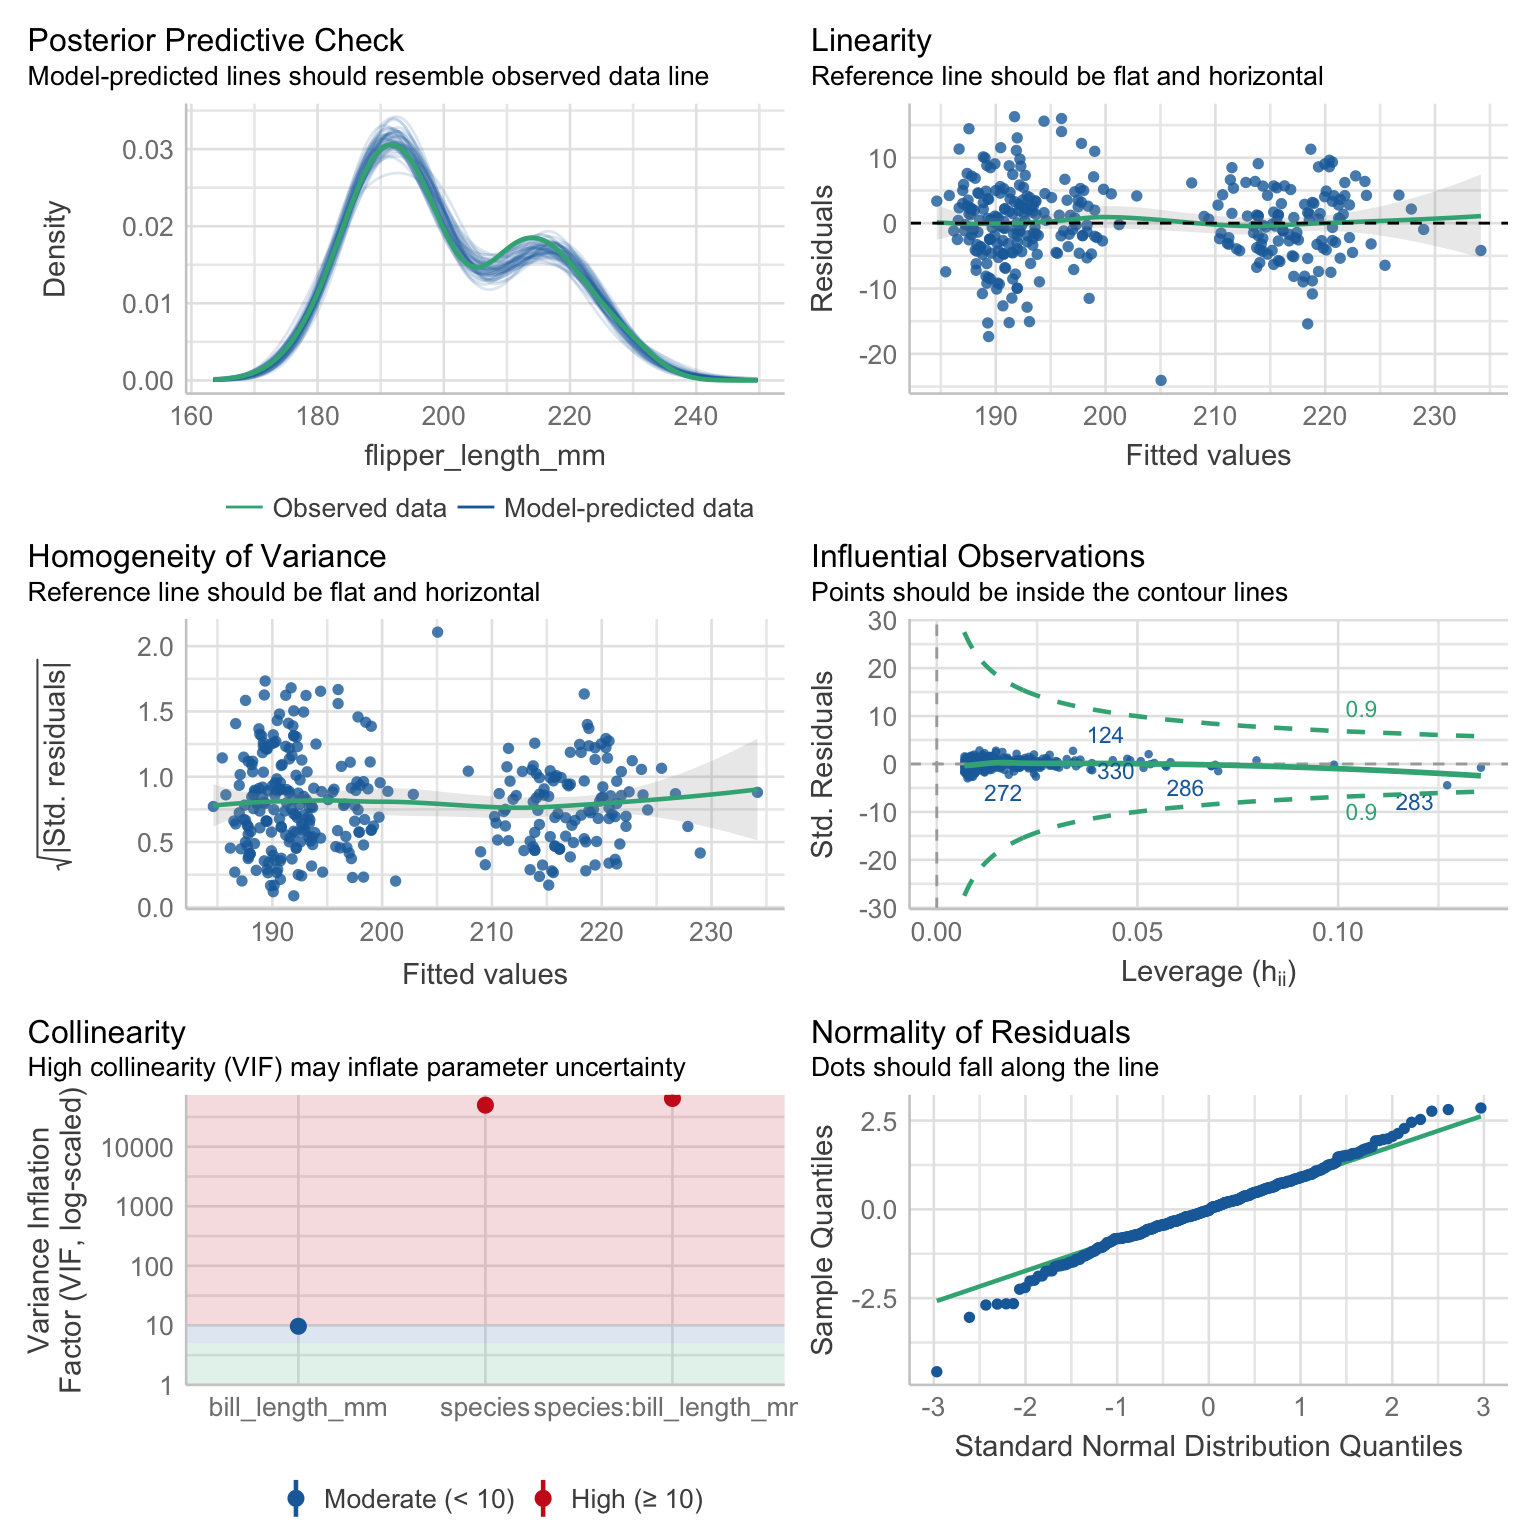 Posterior Predictive Check
Model-predicted lines should resemble observed data line
Density
0.03
0.02
0.01
0.00
160 180 200 220 240
flipper_length_mm
Observed data Model-predicted data
Linearity
Reference line should be flat and horizontal
Residuals
10
0
-10
-20
190 200 210 220 230
Fitted values
Homogeneity of Variance
Reference line should be flat and horizontal
√|Std. residuals|
2.0
1.5
1.0
0.5
0.0
190 200 210 220 230
Fitted values
Influential Observations
Points should be inside the contour lines
Std. Residuals
30
20
10
0
-10
-20
-30
0.9
124
330
272
286
283
0.9
0.00 0.05 0.10
Leverage (hii)
Collinearity
High collinearity (VIF) may inflate parameter uncertainty
Variance Inflation
Factor (VIF, log-scaled)
10000
1000
100
10
1
bill_length_mm species species:bill_length_mr
Moderate (< 10) High (≥ 10)
Normality of Residuals
Dots should fall along the line
Sample Quantiles
2.5
0.0
-2.5
-3 -2 -1 0 1 2 3
Standard Normal Distribution Quantiles